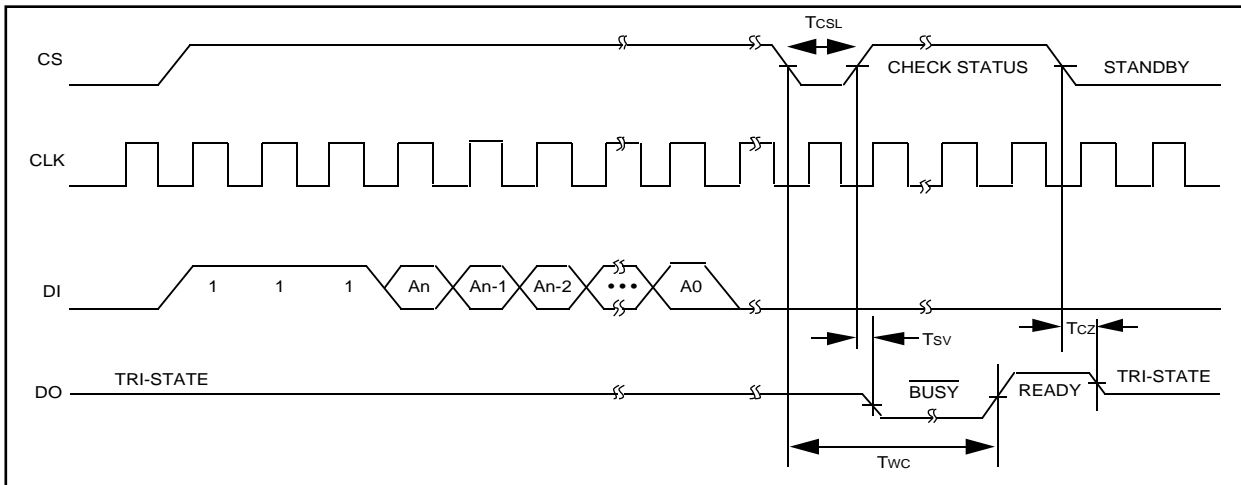 TCSL
CS
CHECK STATUS
STANDBY
CLK
DI
1 1 1 An An-1 An-2 ••• A0
TSV
TCZ
DO
TRI-STATE
BUSY
READY
TRI-STATE
TWC